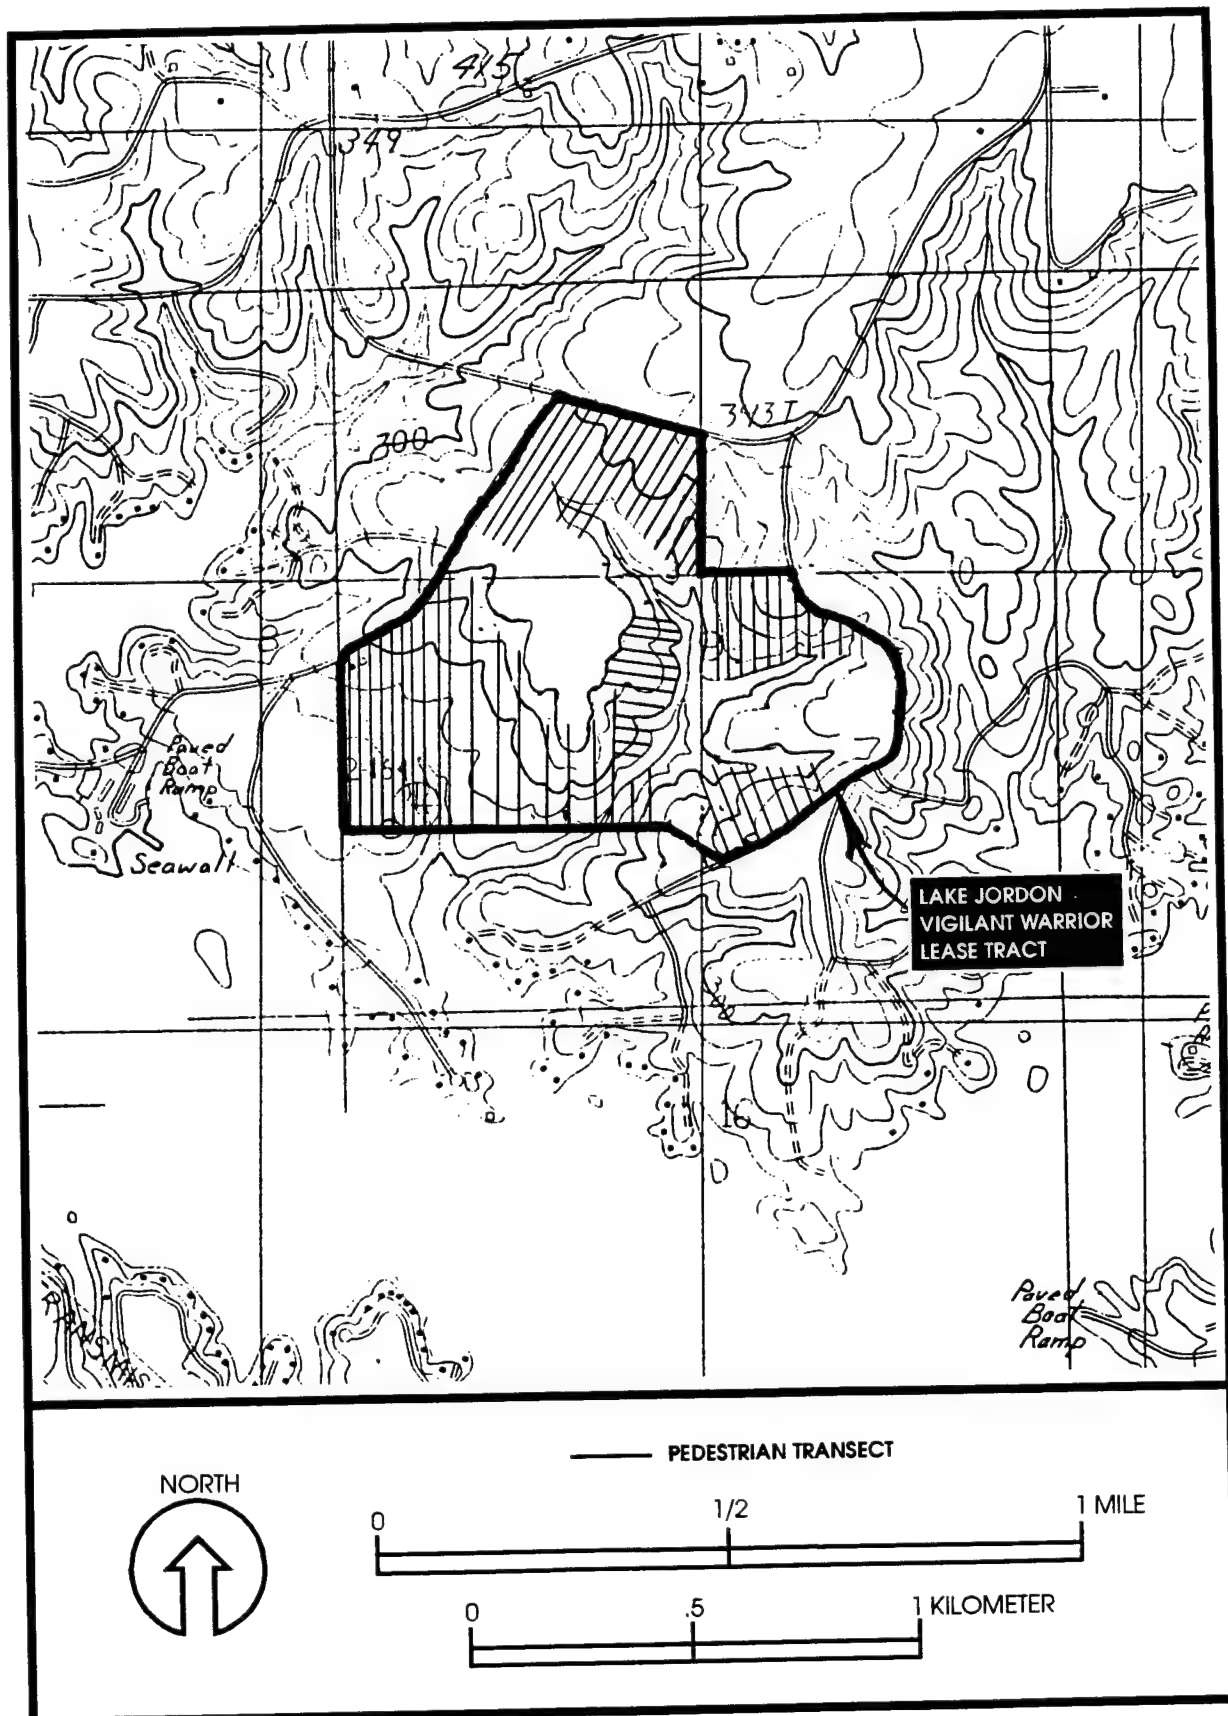 415
349
300
Paved
Boat
Ramp
Seawall
LAKE JORDON
VIGILANT WARRIOR
LEASE TRACT
16
Paved
Boat
Ramp
PEDESTRIAN TRANSECT
NORTH
0
1/2
1 MILE
0
.5
1 KILOMETER